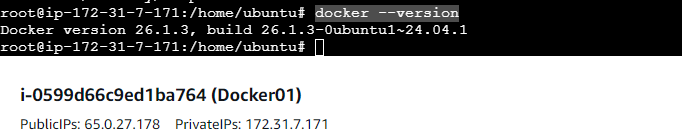 root@ip-172-31-7-171:/home/ubuntu# docker --version
Docker version 26.1.3, build 26.1.3-0ubuntu1~24.04.1
root@ip-172-31-7-171:/home/ubuntu#
i-0599d66c9ed1ba764 (Docker01)
PublicIPs: 65.0.27.178 PrivateIPs: 172.31.7.171